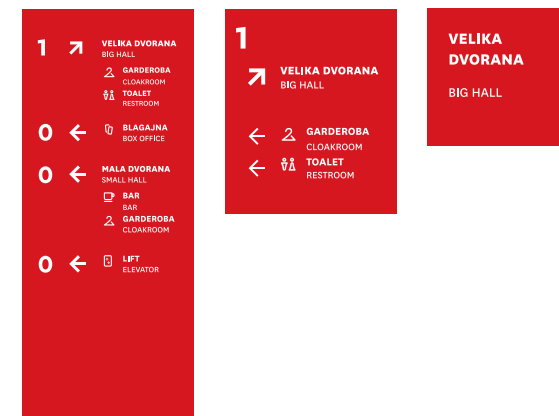 1
VELIKA DVORANA
BIG HALL
GARDEROBA
CLOAKROOM
TOALET
RESTROOM
0
BLAGAJNA
BOX OFFICE
0
MALA DVORANA
SMALL HALL
BAR
BAR
GARDEROBA
CLOAKROOM
0
LIFT
ELEVATOR
1
VELIKA DVORANA
BIG HALL
GARDEROBA
CLOAKROOM
TOALET
RESTROOM
VELIKA
DVORANA
BIG HALL